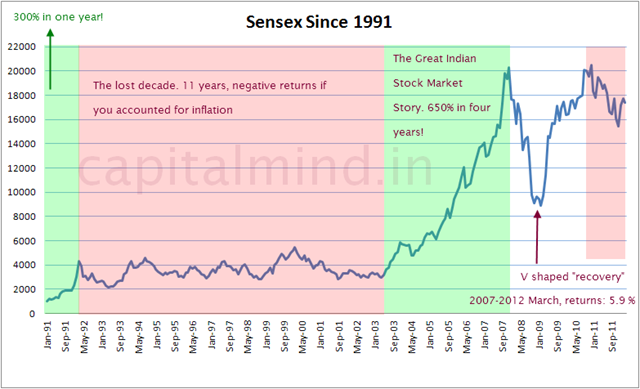 300% in one year!
Sensex Since 1991
22000
20000
18000
16000
14000
12000
10000
8000
6000
4000
2000
0
The lost decade. 11 years, negative returns if
you accounted for inflation
The Great Indian
Stock Market
Story. 650% in four
years!
capitalmind.in
V shaped "recovery"
2007-2012 March, returns: 5.9 %
Jan-91
Sep-91
May-92
Jan-93
Sep-93
May-94
Jan-95
Sep-95
May-96
Jan-97
Sep-97
May-98
Jan-99
Sep-99
May-00
Jan-01
Sep-01
May-02
Jan-03
Sep-03
May-04
Jan-05
Sep-05
May-06
Jan-07
Sep-07
May-08
Jan-09
Sep-09
May-10
Jan-11
Sep-11